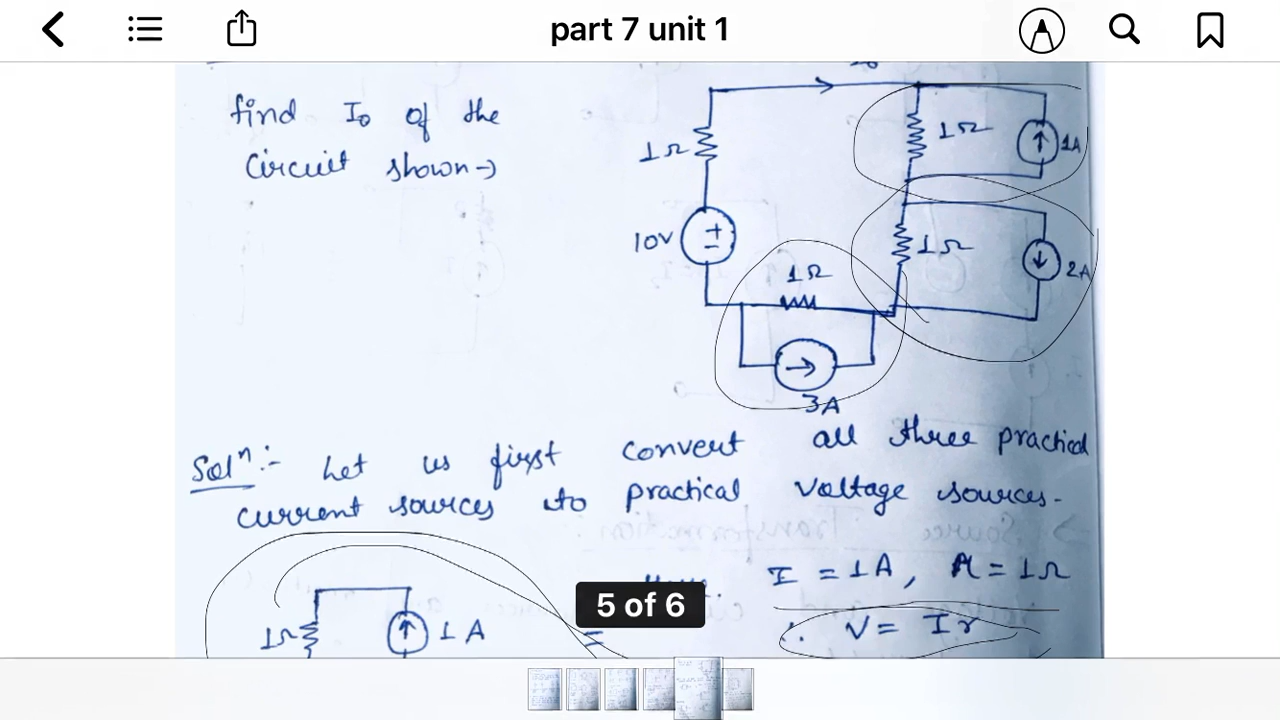 part 7 unit 1
find I₀ of the
circuit shown→
1Ω
10V
1Ω
1A
1Ω
2A
1Ω
3A
Solⁿ:- Let us first convert all three practical
current sources to practical voltage sources-
I = 1A, r = 1Ω
1Ω
1 A
=
∴ V = Ir
5 of 6